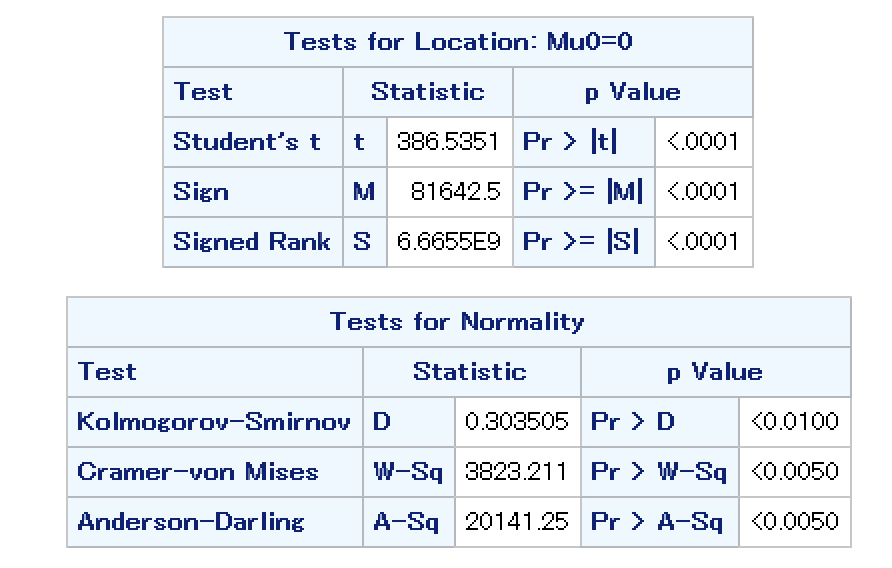 Tests for Location: Mu0=0
Test Statistic p Value
Student's t t 386.5351 Pr > |t| <.0001
Sign M 81642.5 Pr >= |M| <.0001
Signed Rank S 6.6655E9 Pr >= |S| <.0001
Tests for Normality
Test Statistic p Value
Kolmogorov-Smirnov D 0.303505 Pr > D <0.0100
Cramer-von Mises W-Sq 3823.211 Pr > W-Sq <0.0050
Anderson-Darling A-Sq 20141.25 Pr > A-Sq <0.0050